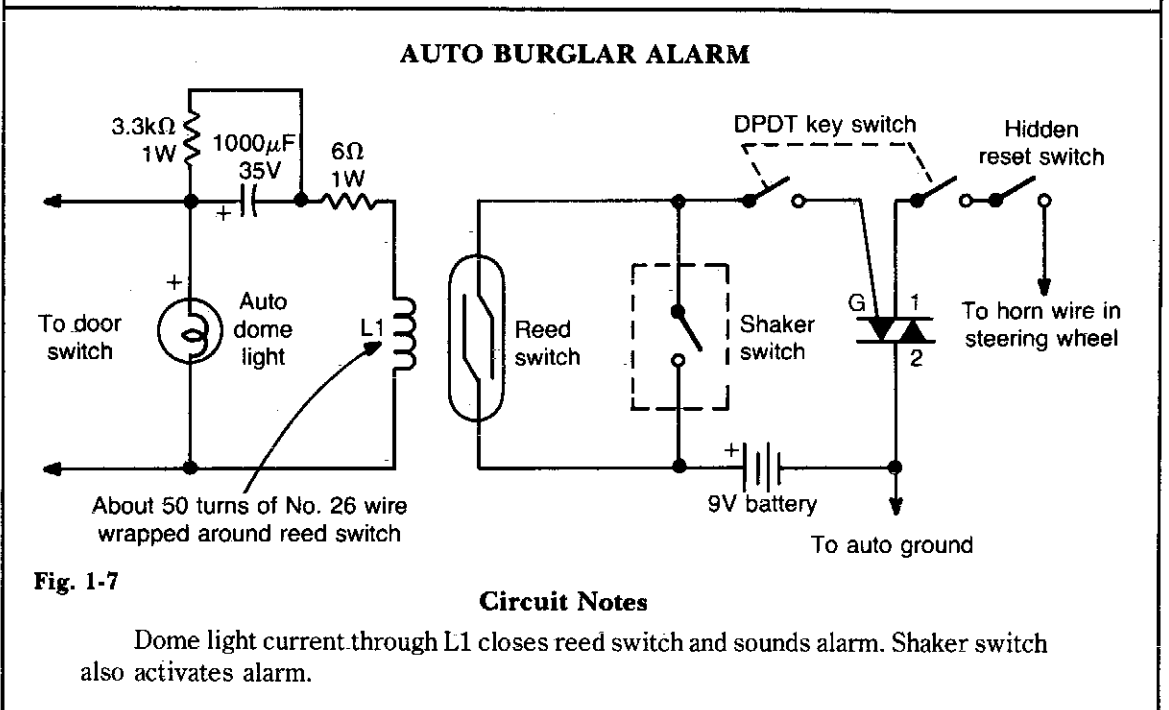 AUTO BURGLAR ALARM
3.3kΩ
1W
1000μF
35V
6Ω
1W
DPDT key switch
Hidden
reset switch
+
+
To door
switch
Auto
dome
light
L1
Reed
switch
Shaker
switch
G
1
2
To horn wire in
steering wheel
+
9V battery
About 50 turns of No. 26 wire
wrapped around reed switch
To auto ground
Fig. 1-7
Circuit Notes
Dome light current through L1 closes reed switch and sounds alarm. Shaker switch
also activates alarm.